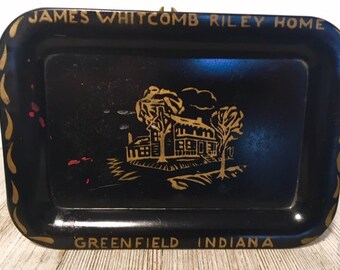 JAMES WHITCOMB RILEY HOME
GREENFIELD INDIANA